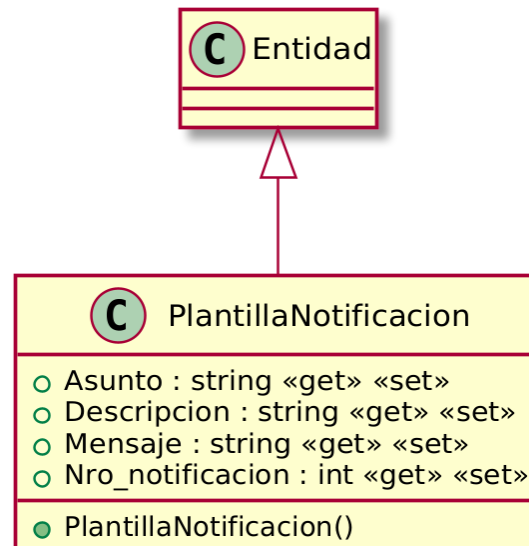 C Entidad
C PlantillaNotificacion
Asunto : string «get» «set»
Descripcion : string «get» «set»
Mensaje : string «get» «set»
Nro_notificacion : int «get» «set»
PlantillaNotificacion()